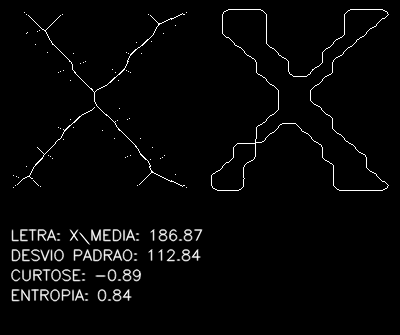 LETRA: X\MEDIA: 186.87
DESVIO PADRAO: 112.84
CURTOSE: -0.89
ENTROPIA: 0.84